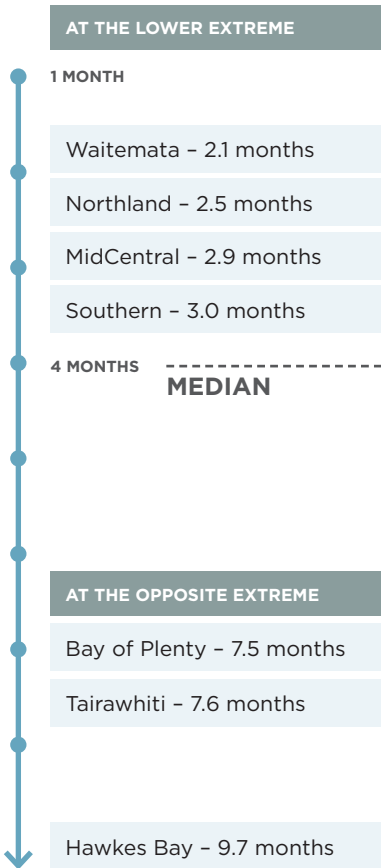 AT THE LOWER EXTREME
1 MONTH
Waitemata – 2.1 months
Northland – 2.5 months
MidCentral – 2.9 months
Southern – 3.0 months
4 MONTHS
MEDIAN
AT THE OPPOSITE EXTREME
Bay of Plenty – 7.5 months
Tairawhiti – 7.6 months
Hawkes Bay – 9.7 months